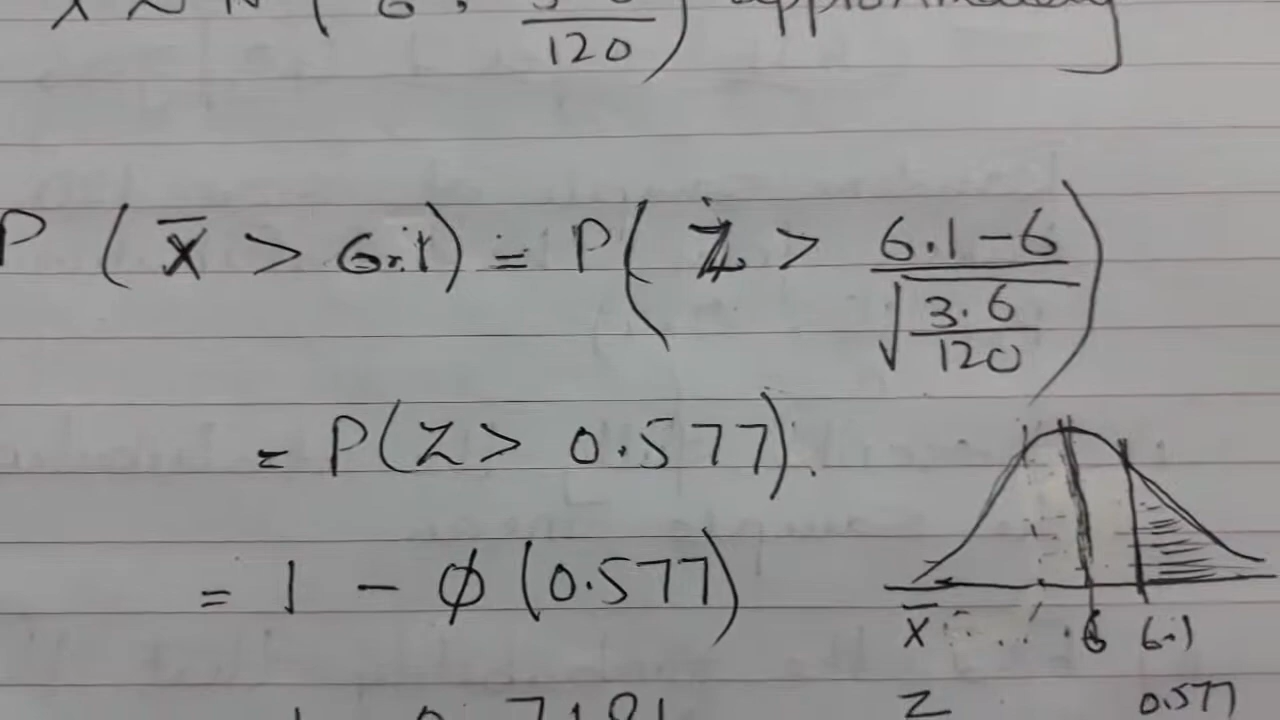 120 ) approximately
P ( x̄ > 6.1 ) = P ( Z > (6.1 - 6) / √(3.6/120) )
= P(Z > 0.577).
= 1 - ϕ (0.577)
x̄ 6 6.1
Z 0.577